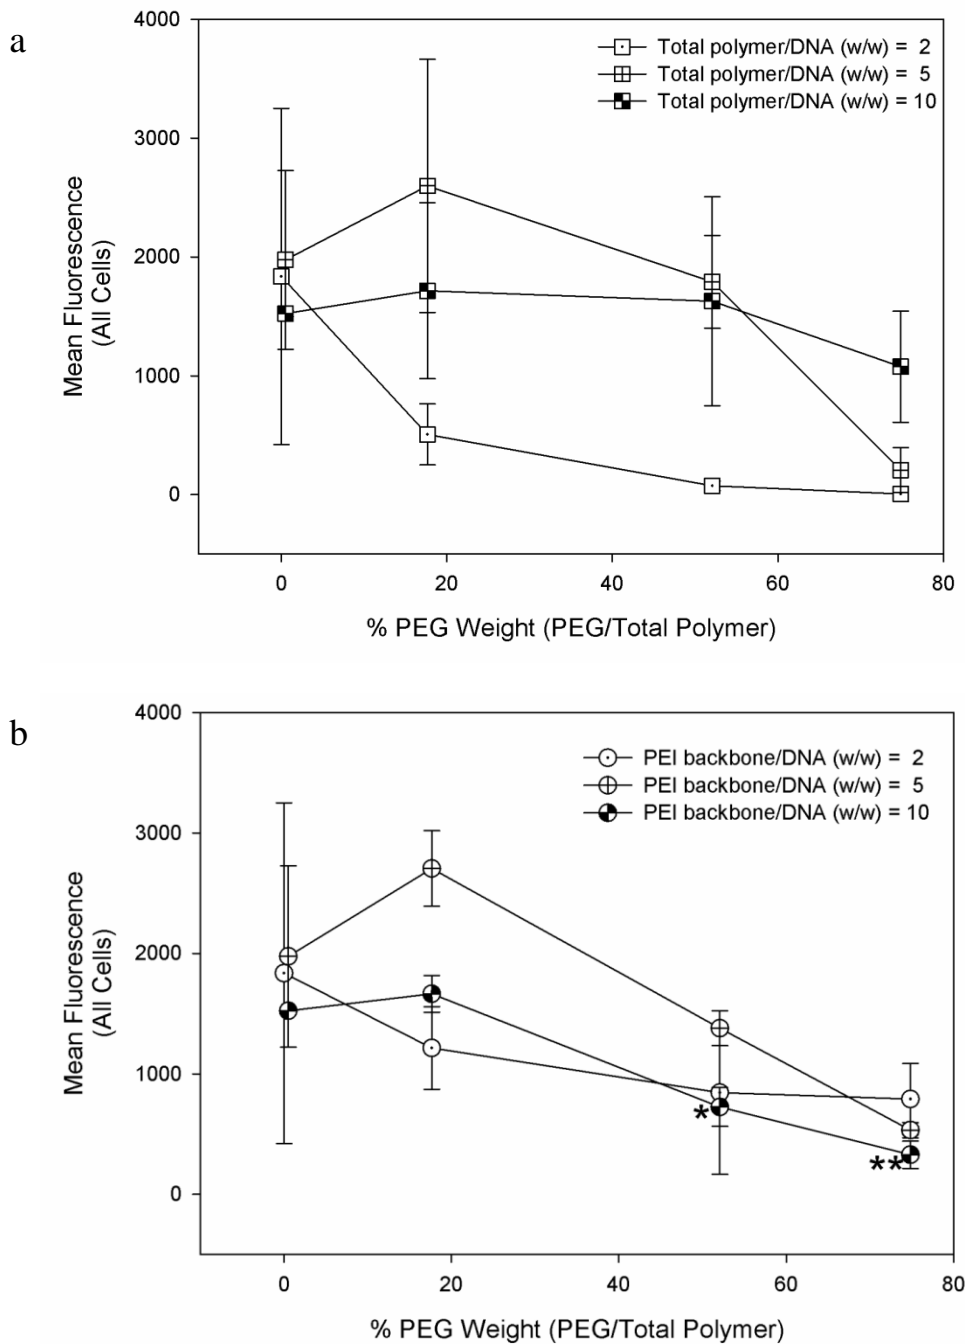 a
4000
3000
2000
1000
0
Mean Fluorescence
(All Cells)
Total polymer/DNA (w/w) = 2
Total polymer/DNA (w/w) = 5
Total polymer/DNA (w/w) = 10
0 20 40 60 80
% PEG Weight (PEG/Total Polymer)
b
4000
3000
2000
1000
0
Mean Fluorescence
(All Cells)
PEI backbone/DNA (w/w) = 2
PEI backbone/DNA (w/w) = 5
PEI backbone/DNA (w/w) = 10
*
**
0 20 40 60 80
% PEG Weight (PEG/Total Polymer)